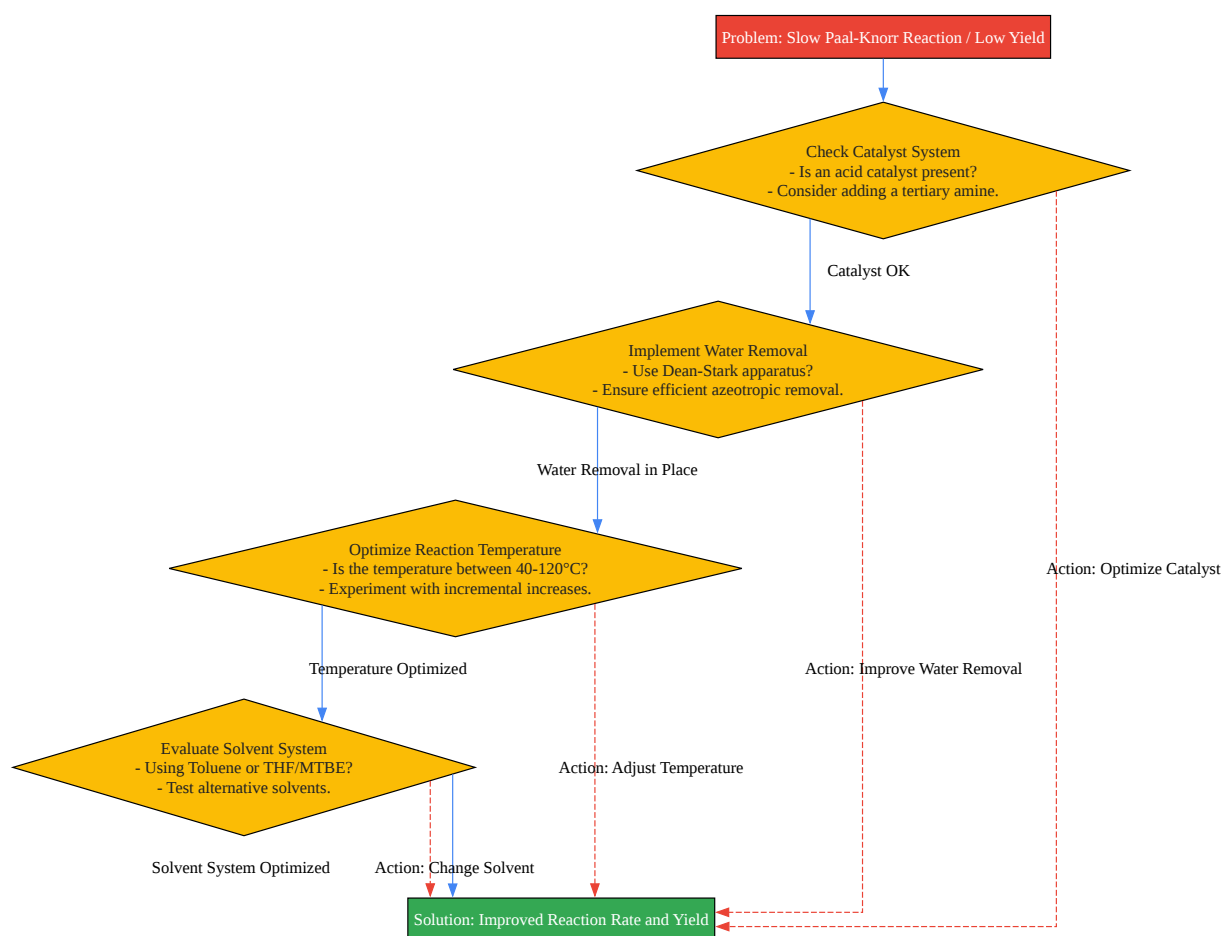 Problem: Slow Paal-Knorr Reaction / Low Yield
Check Catalyst System
- Is an acid catalyst present?
- Consider adding a tertiary amine.
Catalyst OK
Implement Water Removal
- Use Dean-Stark apparatus?
- Ensure efficient azeotropic removal.
Water Removal in Place
Optimize Reaction Temperature
- Is the temperature between 40-120°C?
- Experiment with incremental increases.
Action: Optimize Catalyst
Temperature Optimized
Action: Improve Water Removal
Evaluate Solvent System
- Using Toluene or THF/MTBE?
- Test alternative solvents.
Action: Adjust Temperature
Solvent System Optimized
Action: Change Solvent
Solution: Improved Reaction Rate and Yield